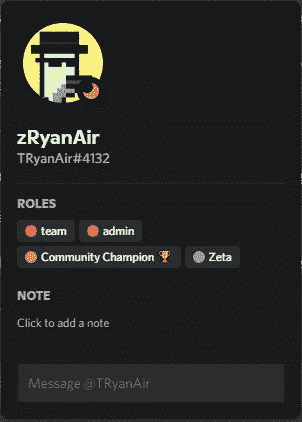 zRyanAir
TRyanAir#4132
ROLES
team admin
Community Champion 🏆 Zeta
NOTE
Click to add a note
Message @TRyanAir